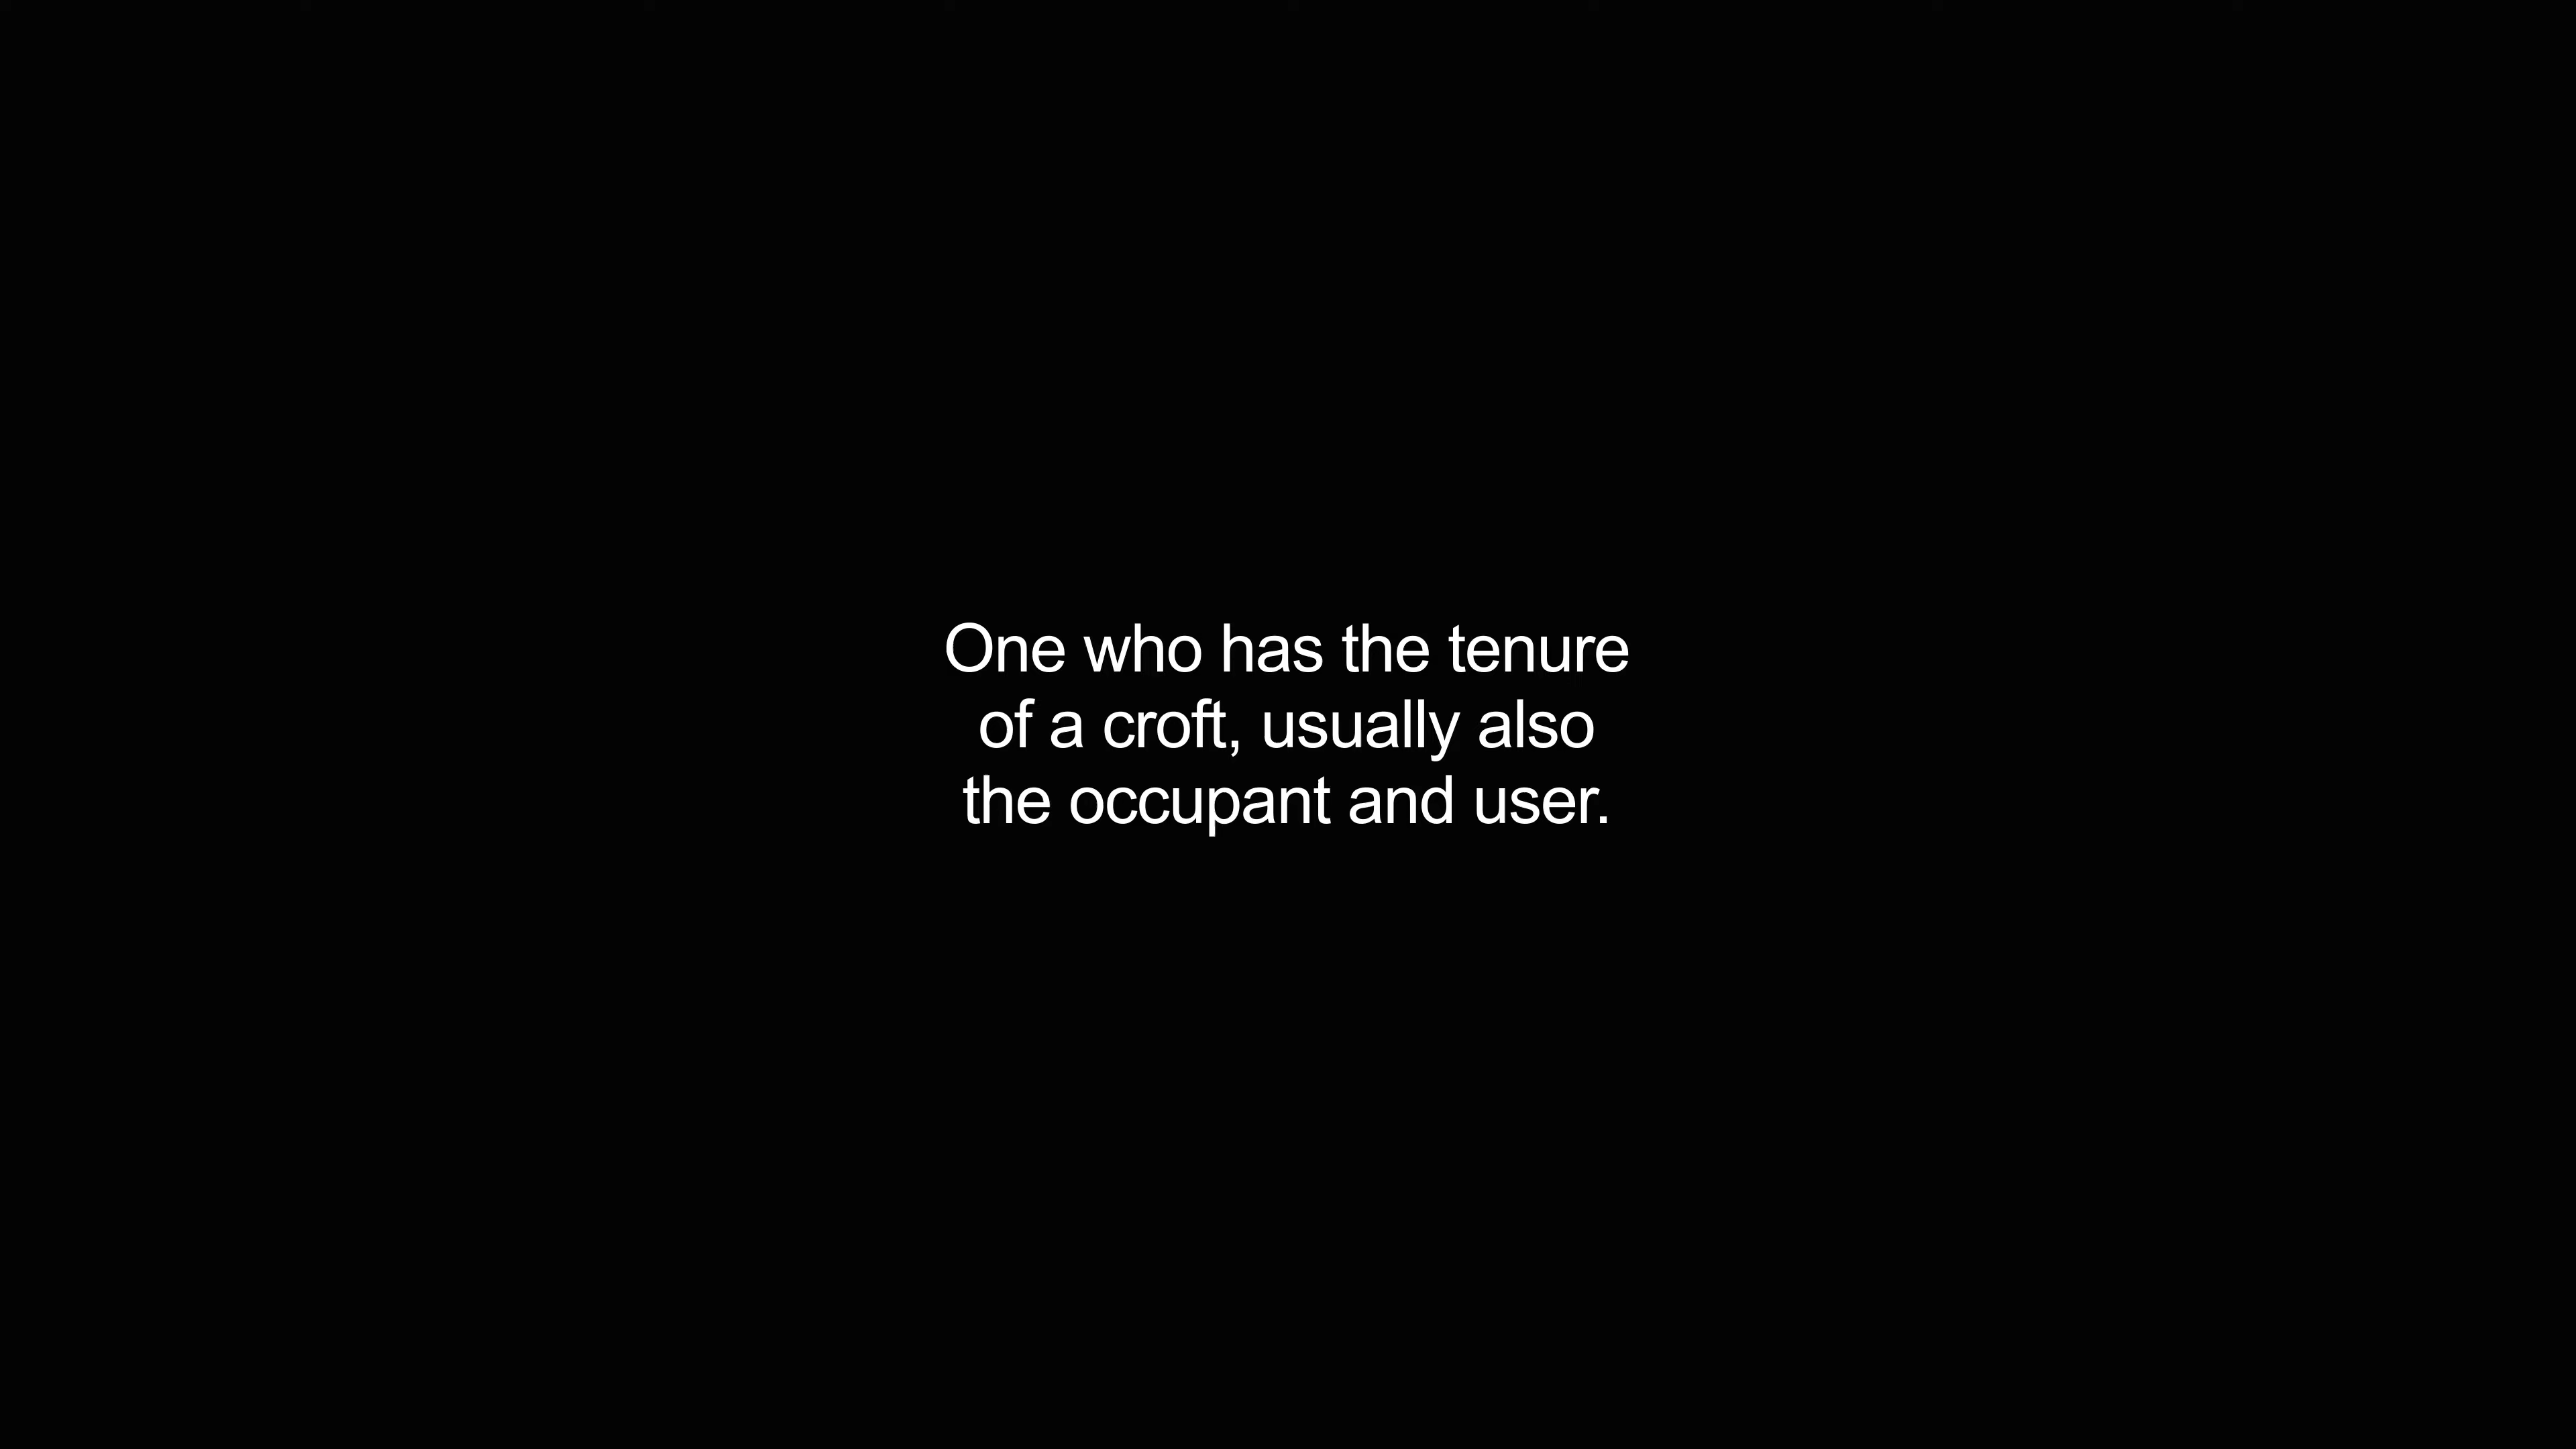 One who has the tenure
of a croft, usually also
the occupant and user.